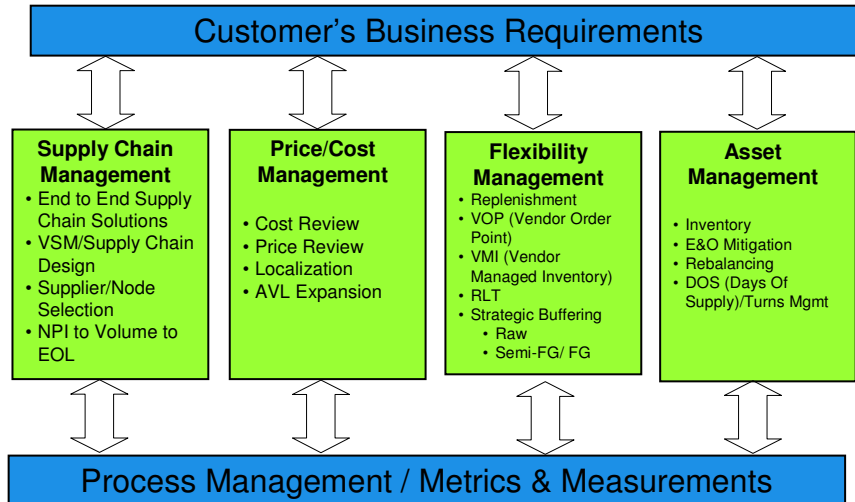 Customer's Business Requirements
Supply Chain
Management
• End to End Supply
Chain Solutions
• VSM/Supply Chain
Design
• Supplier/Node
Selection
• NPI to Volume to
EOL
Price/Cost
Management
• Cost Review
• Price Review
• Localization
• AVL Expansion
Flexibility
Management
• Replenishment
• VOP (Vendor Order
Point)
• VMI (Vendor
Managed Inventory)
• RLT
• Strategic Buffering
• Raw
• Semi-FG/ FG
Asset
Management
• Inventory
• E&O Mitigation
• Rebalancing
• DOS (Days Of
Supply)/Turns Mgmt
Process Management / Metrics & Measurements